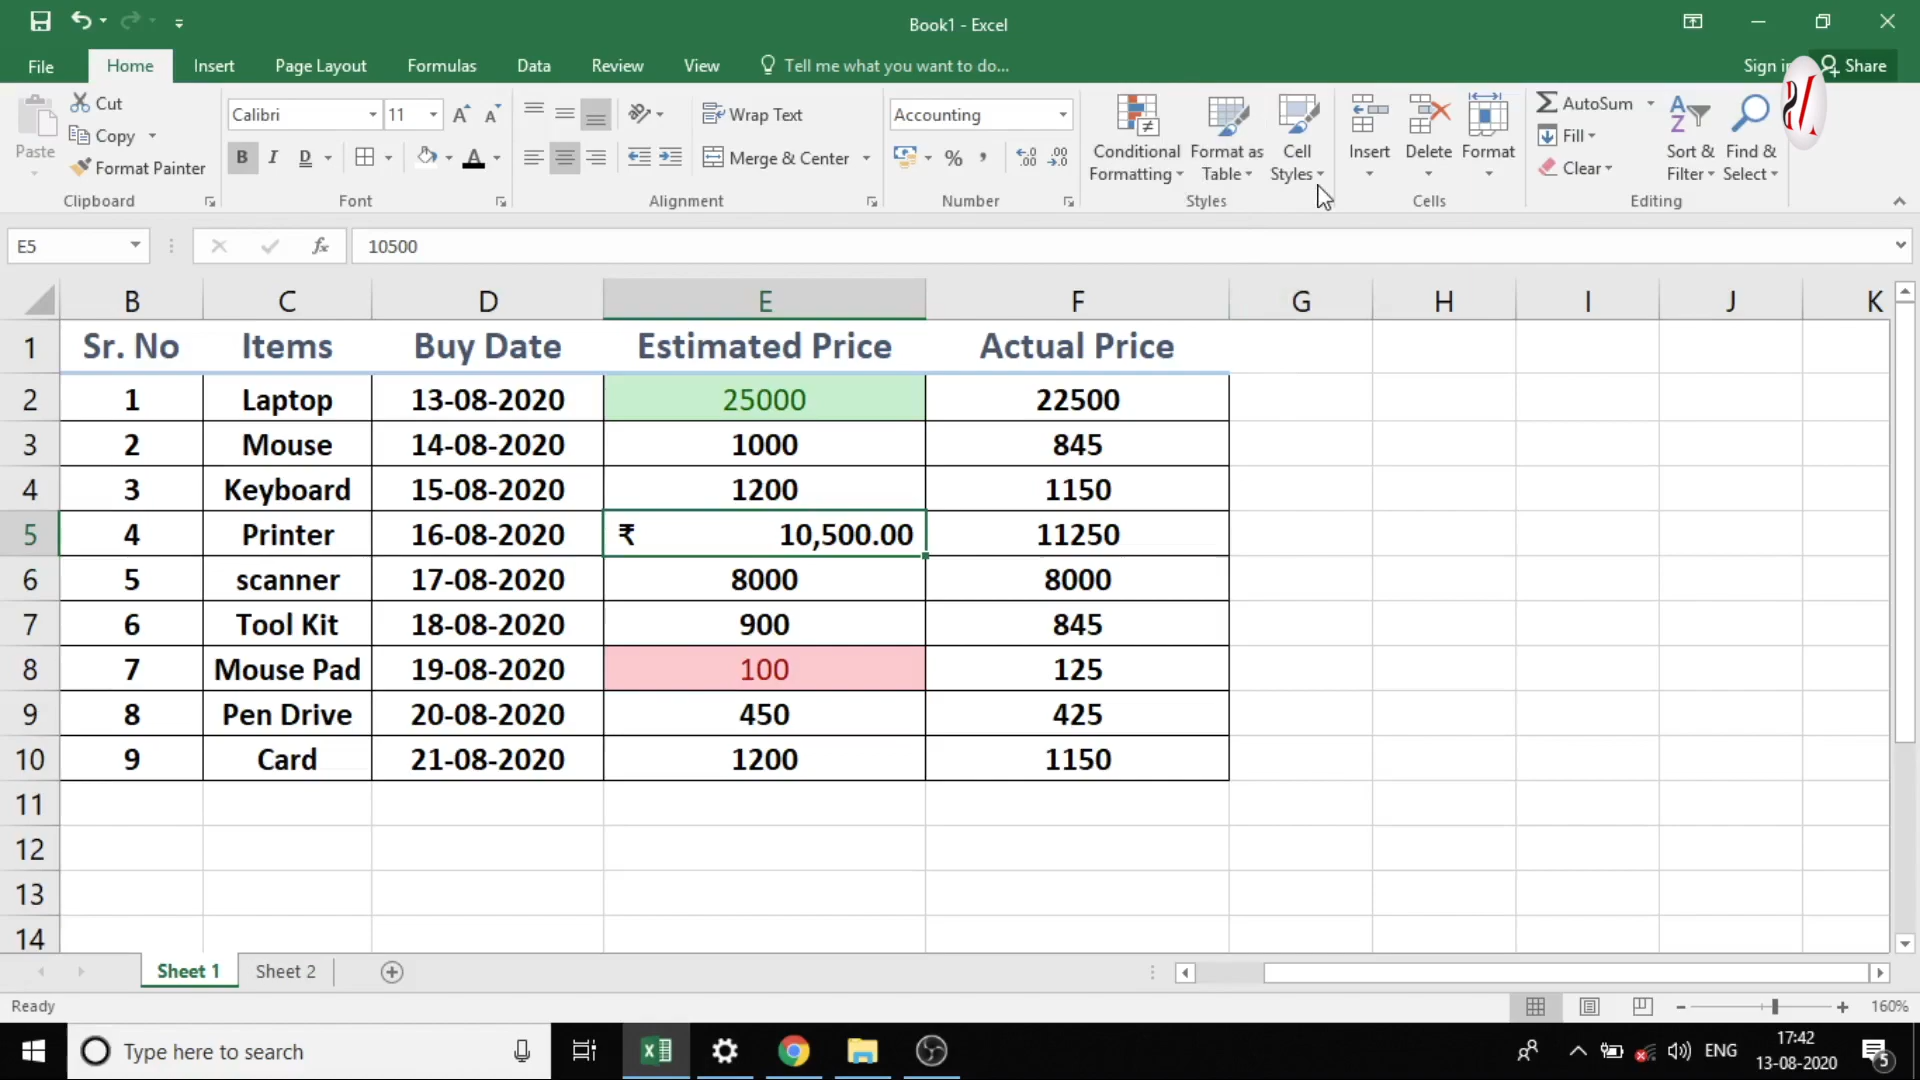 Book1 - Excel
File Home Insert Page Layout Formulas Data Review View Tell me what you want to do... Sign in Share
Cut
Copy
Format Painter
Paste
Clipboard
Calibri 11
B I D A
Font
Wrap Text
Merge & Center
Alignment
Accounting
%
Number
Conditional Formatting
Format as Table
Cell Styles
Styles
Insert Delete Format
Cells
AutoSum
Fill
Clear
Sort & Filter
Find & Select
Editing
E5 fx 10500
B C D E F G H I J K
1 Sr. No Items Buy Date Estimated Price Actual Price
2 1 Laptop 13-08-2020 25000 22500
3 2 Mouse 14-08-2020 1000 845
4 3 Keyboard 15-08-2020 1200 1150
5 4 Printer 16-08-2020 ₹ 10,500.00 11250
6 5 scanner 17-08-2020 8000 8000
7 6 Tool Kit 18-08-2020 900 845
8 7 Mouse Pad 19-08-2020 100 125
9 8 Pen Drive 20-08-2020 450 425
10 9 Card 21-08-2020 1200 1150
11
12
13
14
Sheet 1 Sheet 2
Ready 160%
Type here to search
ENG
17:42
13-08-2020
5